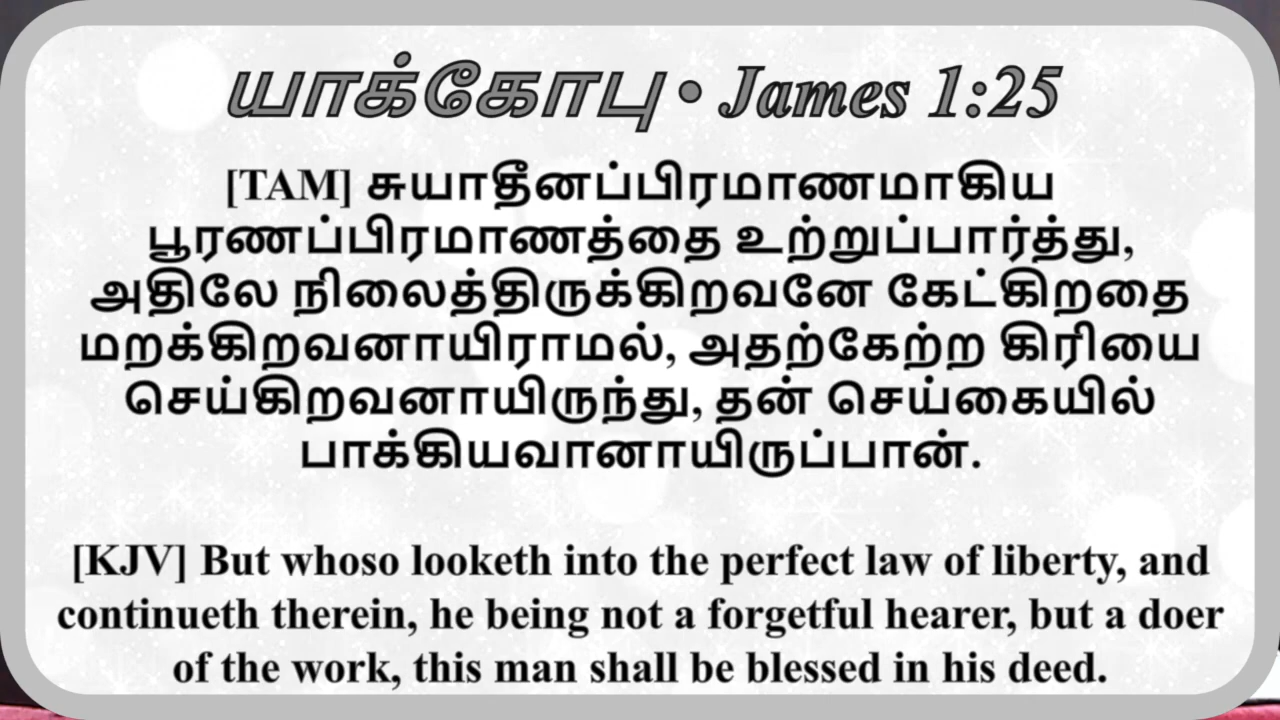 யாக்கோபு • James 1:25
[TAM] சுயாதீனப்பிரமாணமாகிய
பூரணப்பிரமாணத்தை உற்றுப்பார்த்து,
அதிலே நிலைத்திருக்கிறவனே கேட்கிறதை
மறக்கிறவனாயிராமல், அதற்கேற்ற கிரியை
செய்கிறவனாயிருந்து, தன் செய்கையில்
பாக்கியவானாயிருப்பான்.
[KJV] But whoso looketh into the perfect law of liberty, and
continueth therein, he being not a forgetful hearer, but a doer
of the work, this man shall be blessed in his deed.